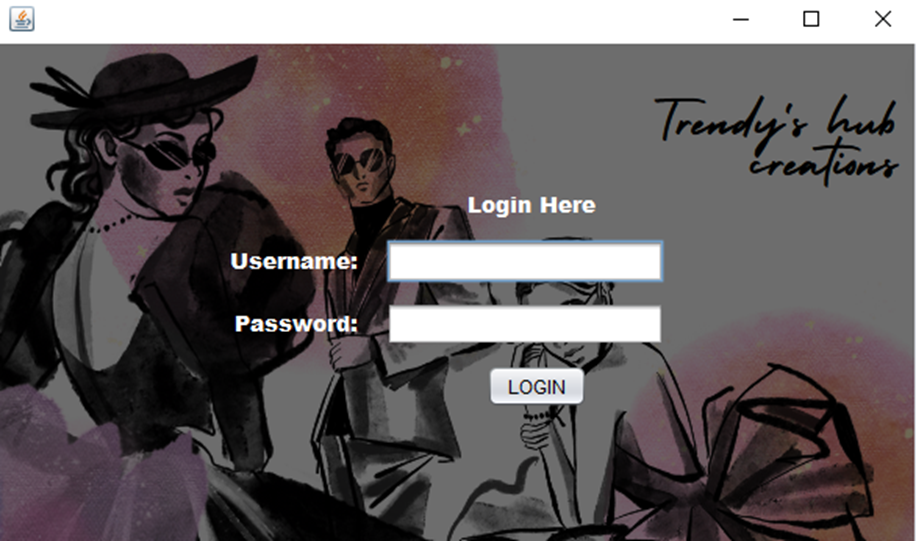 Trendy's hub
creations
Login Here
Username:
Password:
LOGIN